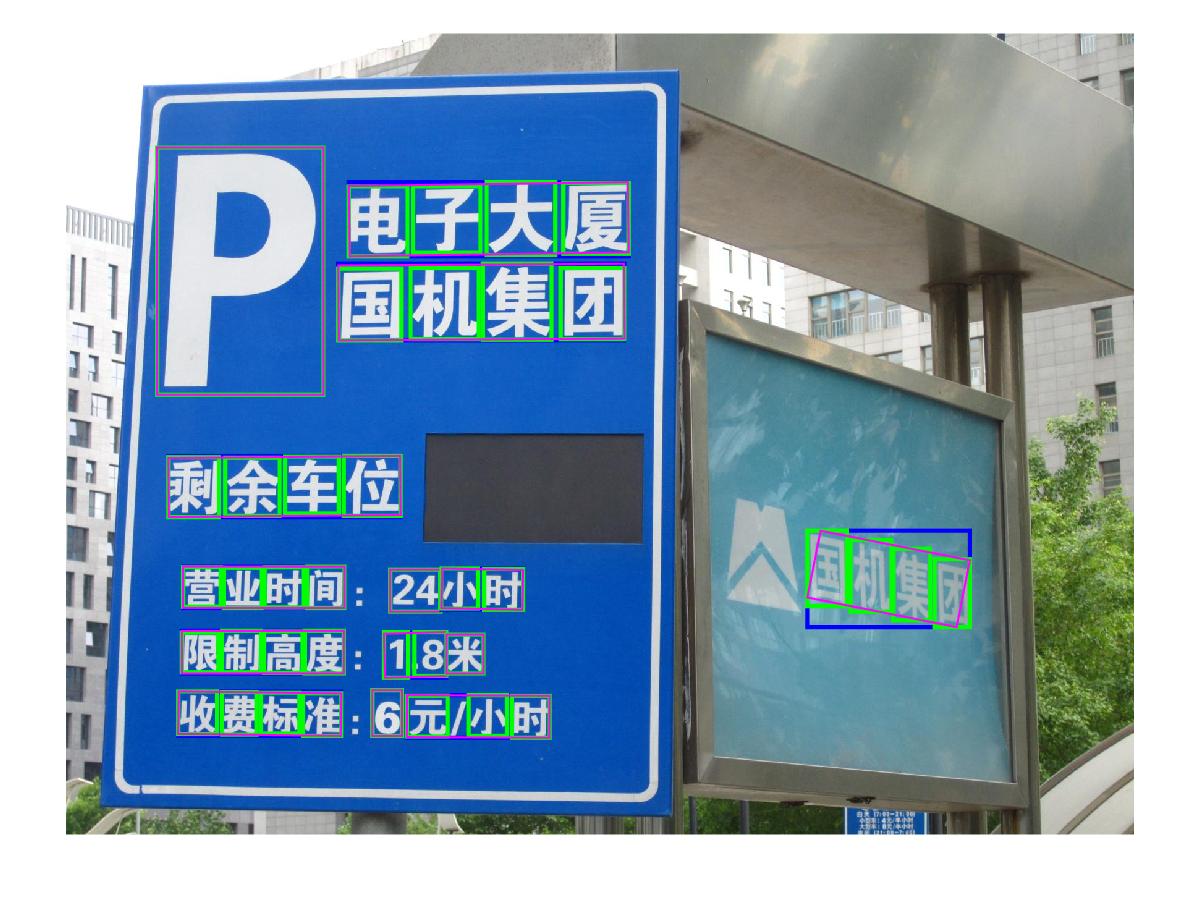 P
电子大厦
国机集团
剩余车位
营业时间：24小时
限制高度：1.8米
收费标准：6元/小时
国机集团